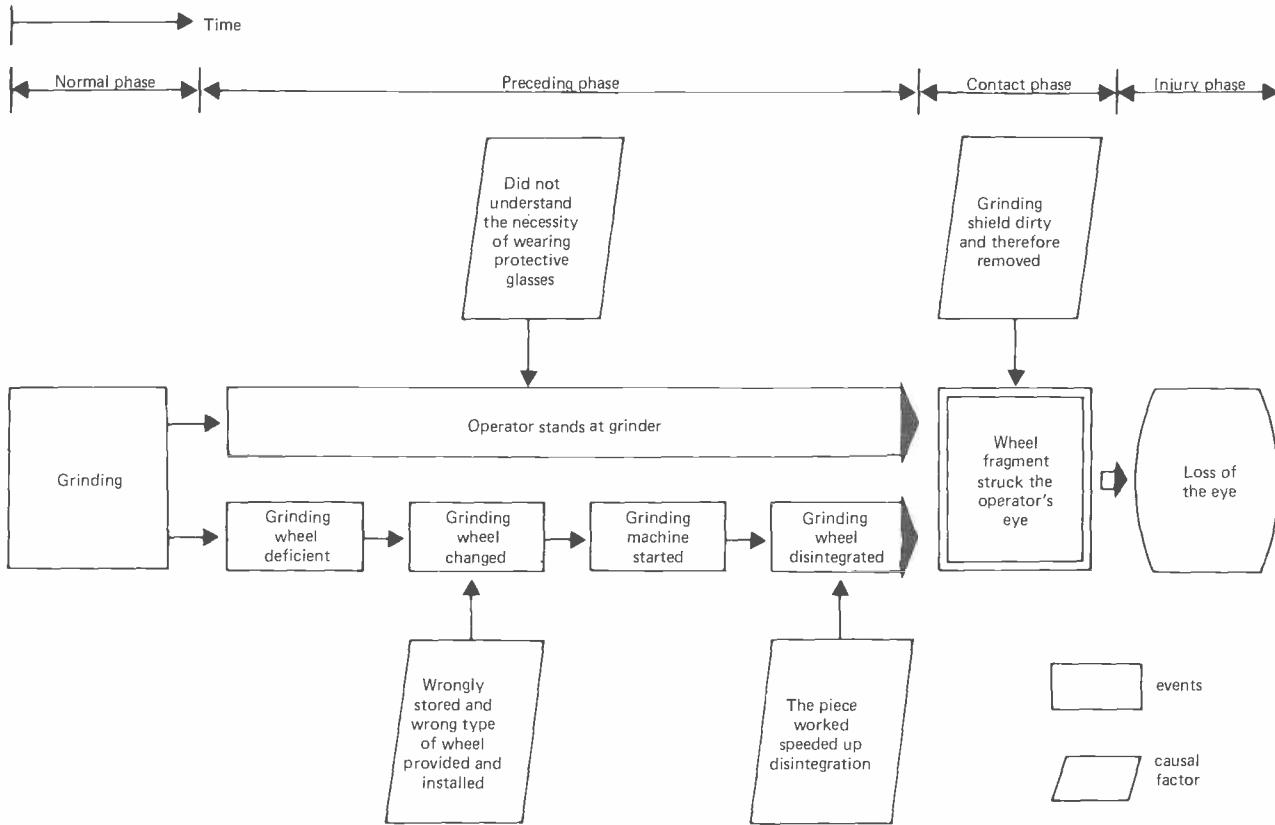 Time
Normal phase
Preceding phase
Contact phase
Injury phase
Did not
understand
the necessity
of wearing
protective
glasses
Grinding
shield dirty
and therefore
removed
Grinding
Operator stands at grinder
Wheel
fragment
struck the
operator's
eye
Loss of
the eye
Grinding
wheel
deficient
Grinding
wheel
changed
Grinding
machine
started
Grinding
wheel
disintegrated
Wrongly
stored and
wrong type
of wheel
provided and
installed
The piece
worked
speeded up
disintegration
events
causal
factor